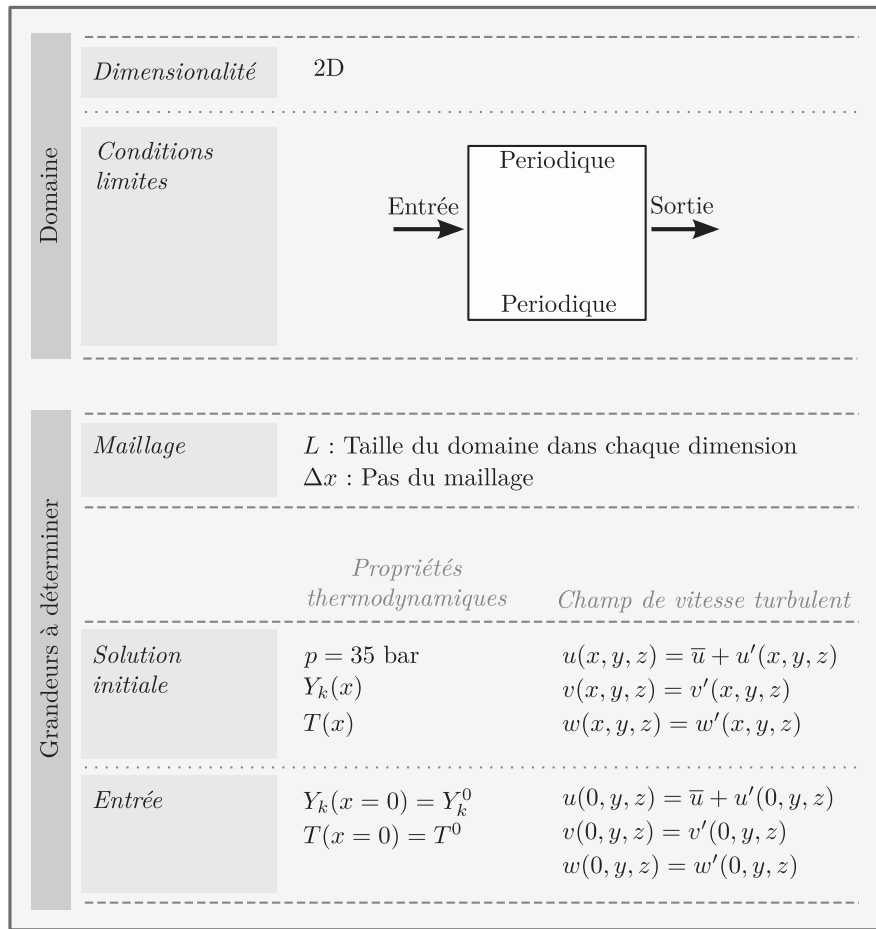 Domaine
Dimensionalité
2D
Conditions
limites
Periodique
Entrée
Sortie
Periodique
Grandeurs à déterminer
Maillage
L : Taille du domaine dans chaque dimension
Δx : Pas du maillage
Propriétés
thermodynamiques
Champ de vitesse turbulent
Solution
initiale
p = 35 bar
Y_k(x)
T(x)
u(x, y, z) = u̅ + u′(x, y, z)
v(x, y, z) = v′(x, y, z)
w(x, y, z) = w′(x, y, z)
Entrée
Y_k(x = 0) = Y_k^0
T(x = 0) = T^0
u(0, y, z) = u̅ + u′(0, y, z)
v(0, y, z) = v′(0, y, z)
w(0, y, z) = w′(0, y, z)